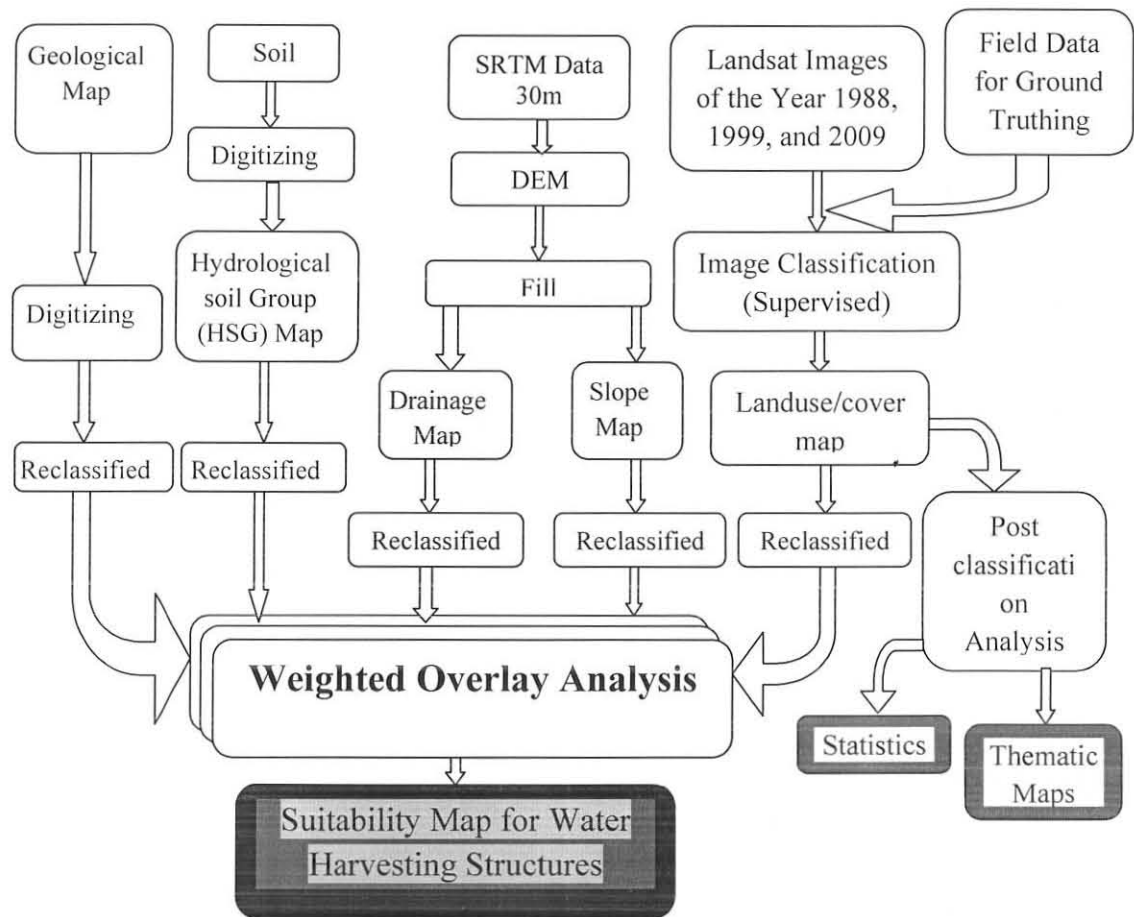 Geological
Map
Soil
SRTM Data
30m
Landsat Images
of the Year 1988,
1999, and 2009
Field Data
for Ground
Truthing
Digitizing
DEM
Hydrological
soil Group
(HSG) Map
Image Classification
(Supervised)
Fill
Digitizing
Drainage
Map
Slope
Map
Landuse/cover
map
Reclassified
Reclassified
Reclassified
Reclassified
Reclassified
Post
classificati
on
Analysis
Weighted Overlay Analysis
Statistics
Thematic
Maps
Suitability Map for Water
Harvesting Structures